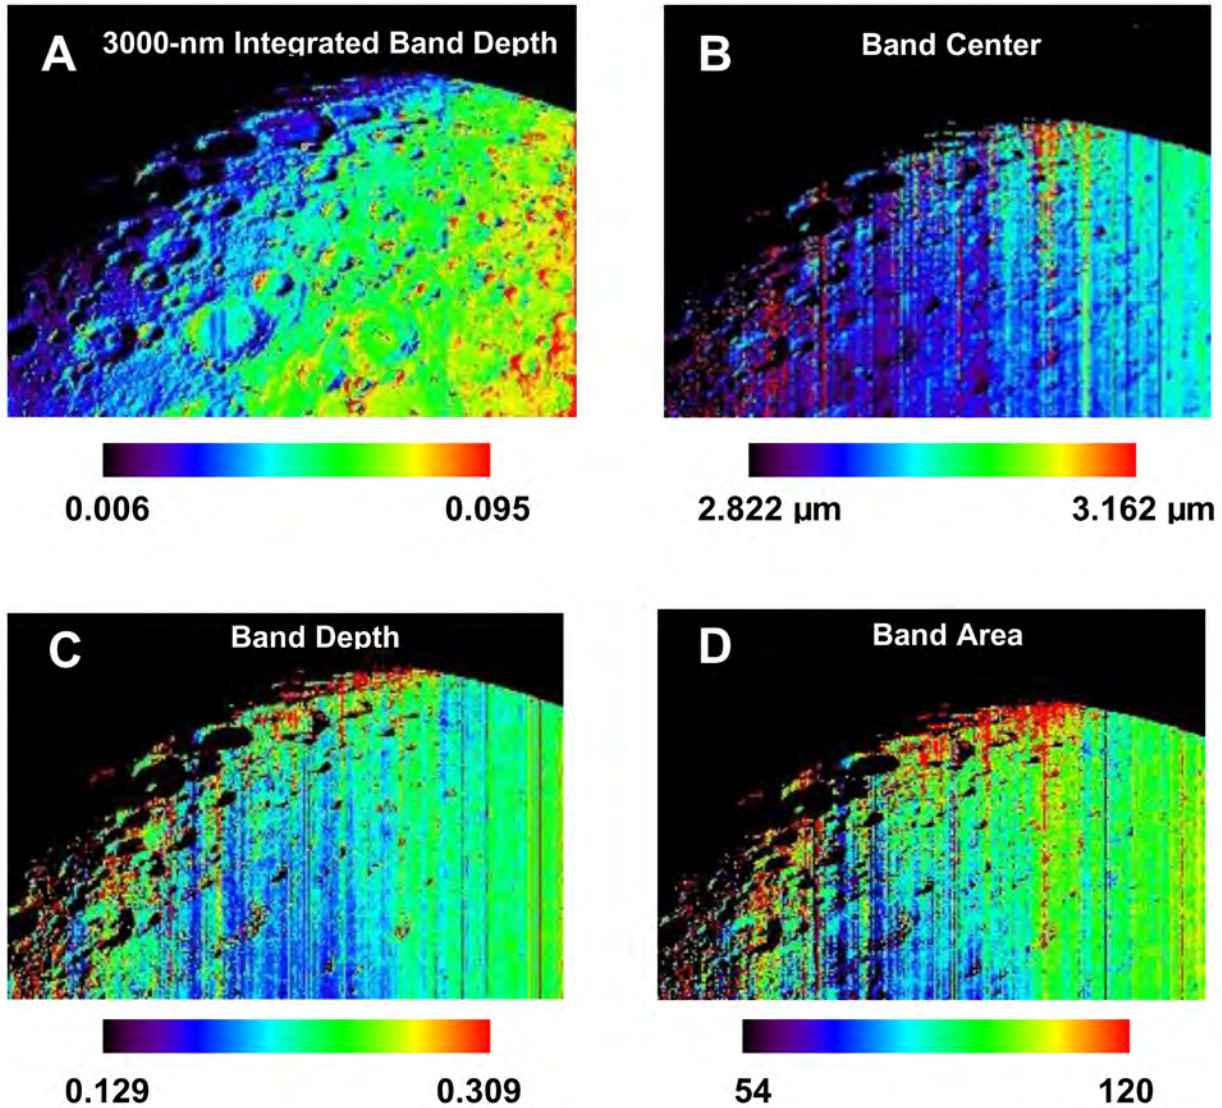 A 3000-nm Integrated Band Depth
B Band Center
0.006 0.095
2.822 µm 3.162 µm
C Band Depth
D Band Area
0.129 0.309
54 120